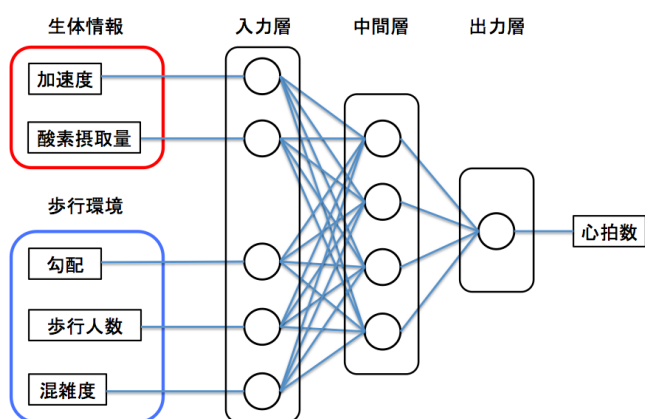 生体情報
入力層
中間層
出力層
加速度
酸素摂取量
歩行環境
勾配
歩行人数
混雑度
心拍数